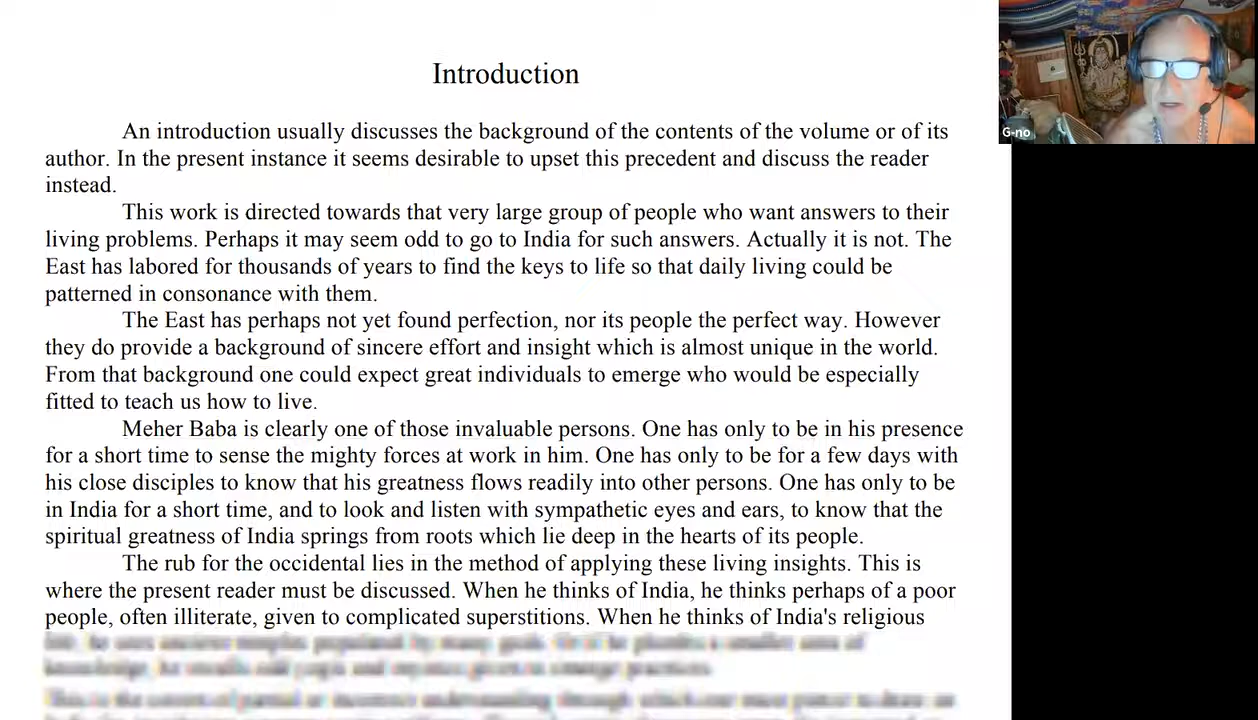 Introduction
An introduction usually discusses the background of the contents of the volume or of its
author. In the present instance it seems desirable to upset this precedent and discuss the reader
instead.
This work is directed towards that very large group of people who want answers to their
living problems. Perhaps it may seem odd to go to India for such answers. Actually it is not. The
East has labored for thousands of years to find the keys to life so that daily living could be
patterned in consonance with them.
The East has perhaps not yet found perfection, nor its people the perfect way. However
they do provide a background of sincere effort and insight which is almost unique in the world.
From that background one could expect great individuals to emerge who would be especially
fitted to teach us how to live.
Meher Baba is clearly one of those invaluable persons. One has only to be in his presence
for a short time to sense the mighty forces at work in him. One has only to be for a few days with
his close disciples to know that his greatness flows readily into other persons. One has only to be
in India for a short time, and to look and listen with sympathetic eyes and ears, to know that the
spiritual greatness of India springs from roots which lie deep in the hearts of its people.
The rub for the occidental lies in the method of applying these living insights. This is
where the present reader must be discussed. When he thinks of India, he thinks perhaps of a poor
people, often illiterate, given to complicated superstitions. When he thinks of India's religious
G-no